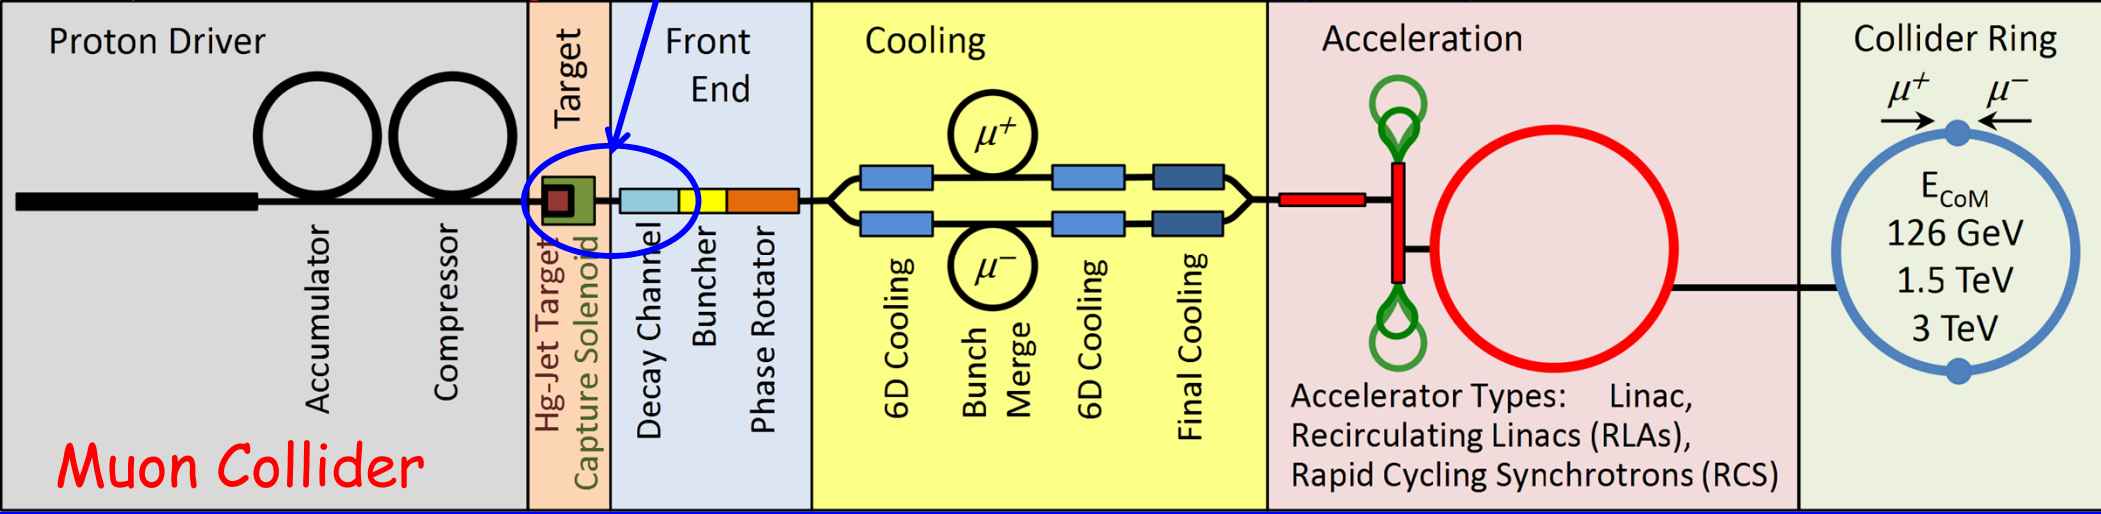 Proton Driver
Accumulator
Compressor
Muon Collider
Target
Hg-Jet Target
Capture Solenoid
Front
End
Decay Channel
Buncher
Phase Rotator
Cooling
μ+
μ−
6D Cooling
Bunch
Merge
6D Cooling
Final Cooling
Acceleration
Accelerator Types: Linac,
Recirculating Linacs (RLAs),
Rapid Cycling Synchrotrons (RCS)
Collider Ring
μ+ μ−
ECoM
126 GeV
1.5 TeV
3 TeV